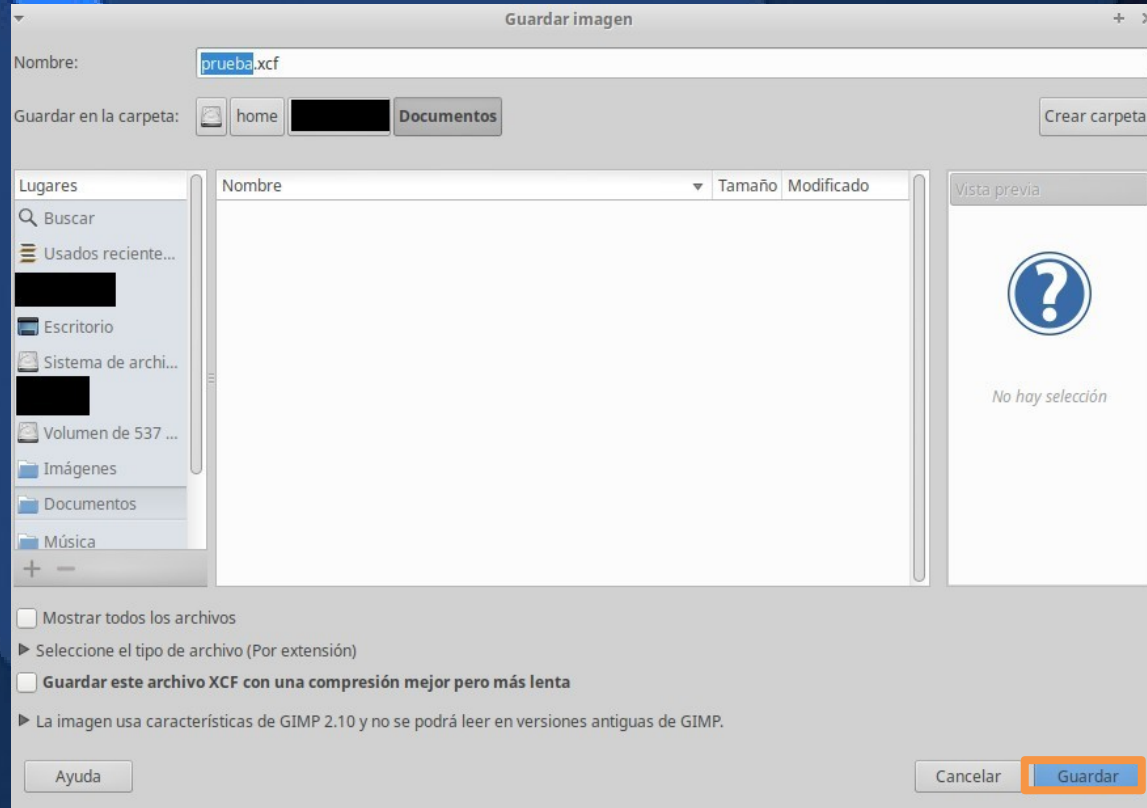 Guardar imagen
Nombre: prueba.xcf
Guardar en la carpeta: home Documentos Crear carpeta
Lugares Nombre Tamaño Modificado Vista previa
Buscar
Usados reciente...
Escritorio
Sistema de archi...
No hay selección
Volumen de 537 ...
Imágenes
Documentos
Música
Mostrar todos los archivos
Seleccione el tipo de archivo (Por extensión)
Guardar este archivo XCF con una compresión mejor pero más lenta
La imagen usa características de GIMP 2.10 y no se podrá leer en versiones antiguas de GIMP.
Ayuda Cancelar Guardar